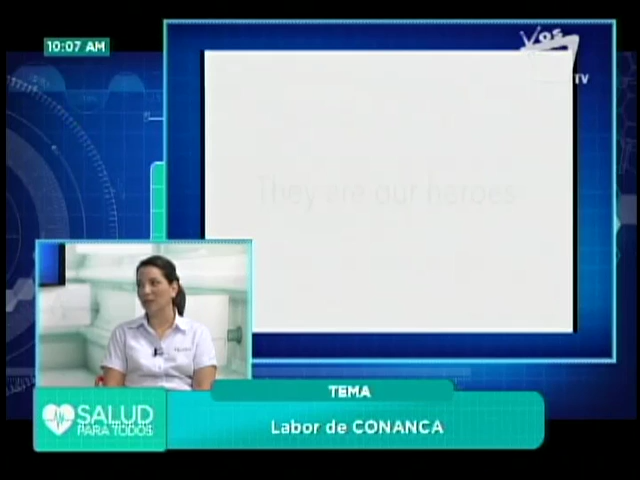 10:07 AM
Vos TV
They are our heroes
TEMA
SALUD
PARA TODOS
Labor de CONANCA